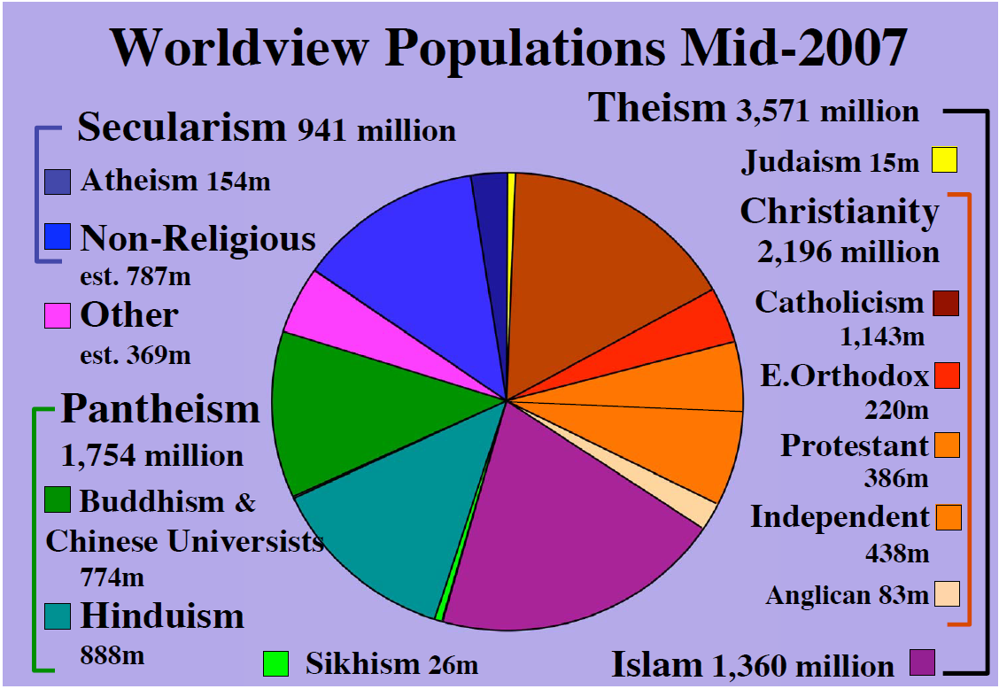 Worldview Populations Mid-2007
Secularism 941 million
Atheism 154m
Non-Religious
est. 787m
Other
est. 369m
Pantheism
1,754 million
Buddhism &
Chinese Universists
774m
Hinduism
888m
Sikhism 26m
Theism 3,571 million
Judaism 15m
Christianity
2,196 million
Catholicism
1,143m
E.Orthodox
220m
Protestant
386m
Independent
438m
Anglican 83m
Islam 1,360 million